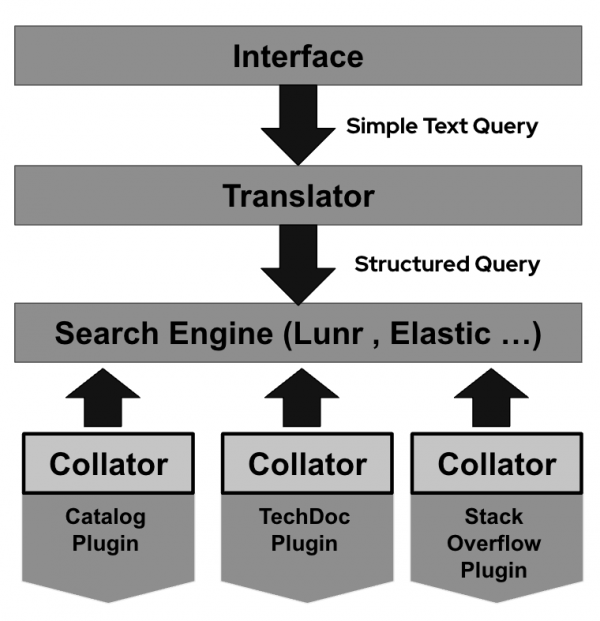 Interface
Simple Text Query
Translator
Structured Query
Search Engine (Lunr , Elastic ...)
Collator
Collator
Collator
Catalog
Plugin
TechDoc
Plugin
Stack
Overflow
Plugin